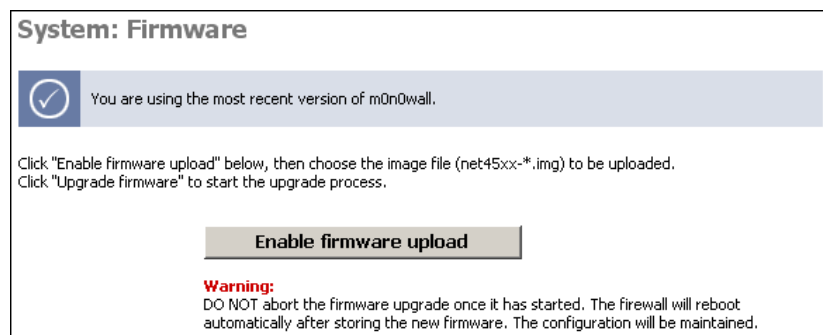 System: Firmware
You are using the most recent version of m0n0wall.
Click "Enable firmware upload" below, then choose the image file (net45xx-*.img) to be uploaded.
Click "Upgrade firmware" to start the upgrade process.
Enable firmware upload
Warning:
DO NOT abort the firmware upgrade once it has started. The firewall will reboot
automatically after storing the new firmware. The configuration will be maintained.